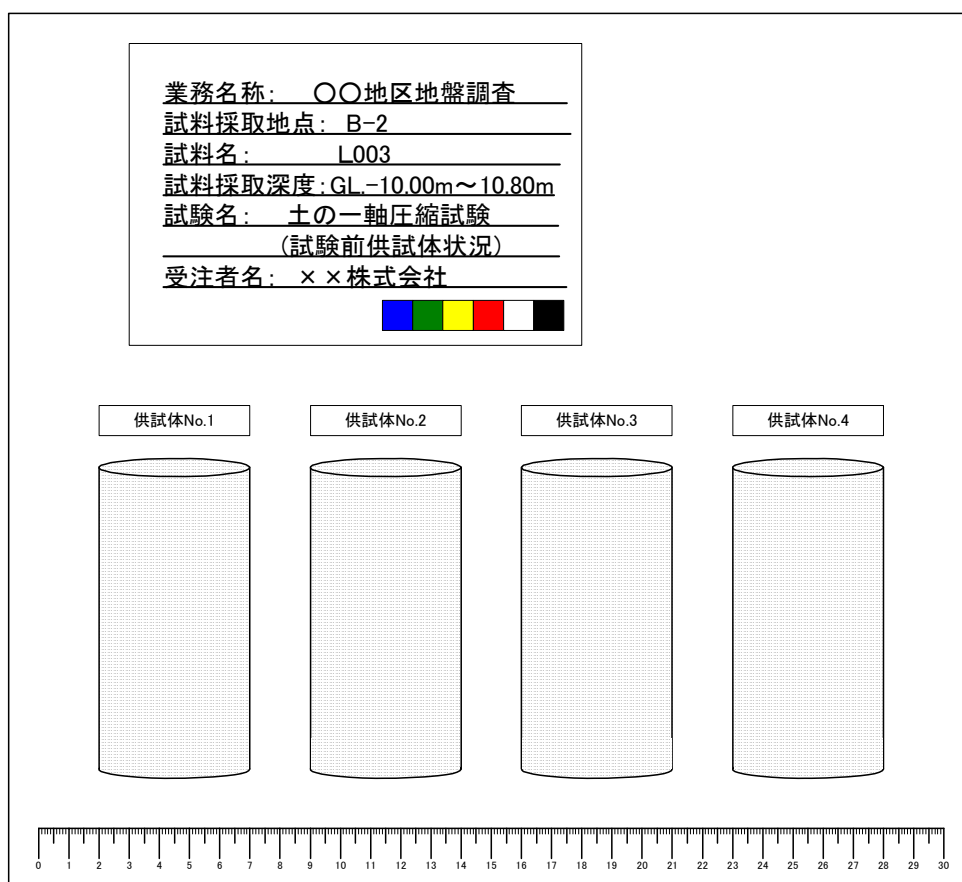 業務名称: 〇〇地区地盤調査
試料採取地点: B-2
試料名: L003
試料採取深度:GL.-10.00m～10.80m
試験名: 土の一軸圧縮試験
(試験前供試体状況)
受注者名: ××株式会社
供試体No.1 供試体No.2 供試体No.3 供試体No.4
0 1 2 3 4 5 6 7 8 9 10 11 12 13 14 15 16 17 18 19 20 21 22 23 24 25 26 27 28 29 30